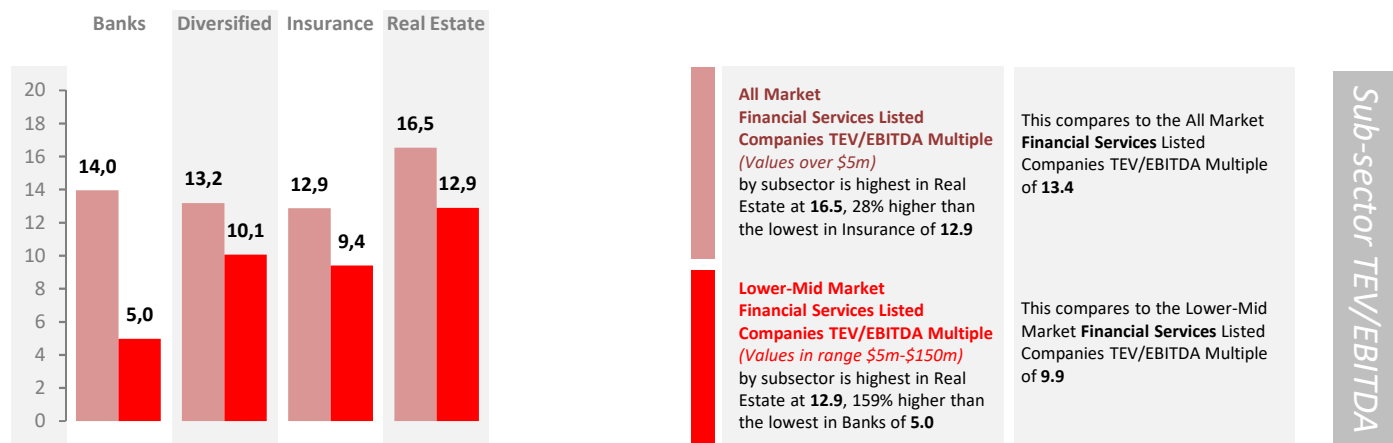 Banks Diversified Insurance Real Estate
20
18
16
14
12
10
8
6
4
2
0
14,0
5,0
13,2
10,1
12,9
9,4
16,5
12,9
All Market
Financial Services Listed
Companies TEV/EBITDA Multiple
(Values over $5m)
by subsector is highest in Real
Estate at 16.5, 28% higher than
the lowest in Insurance of 12.9
This compares to the All Market
Financial Services Listed
Companies TEV/EBITDA Multiple
of 13.4
Lower-Mid Market
Financial Services Listed
Companies TEV/EBITDA Multiple
(Values in range $5m-$150m)
by subsector is highest in Real
Estate at 12.9, 159% higher than
the lowest in Banks of 5.0
This compares to the Lower-Mid
Market Financial Services Listed
Companies TEV/EBITDA Multiple
of 9.9
Sub-sector TEV/EBITDA